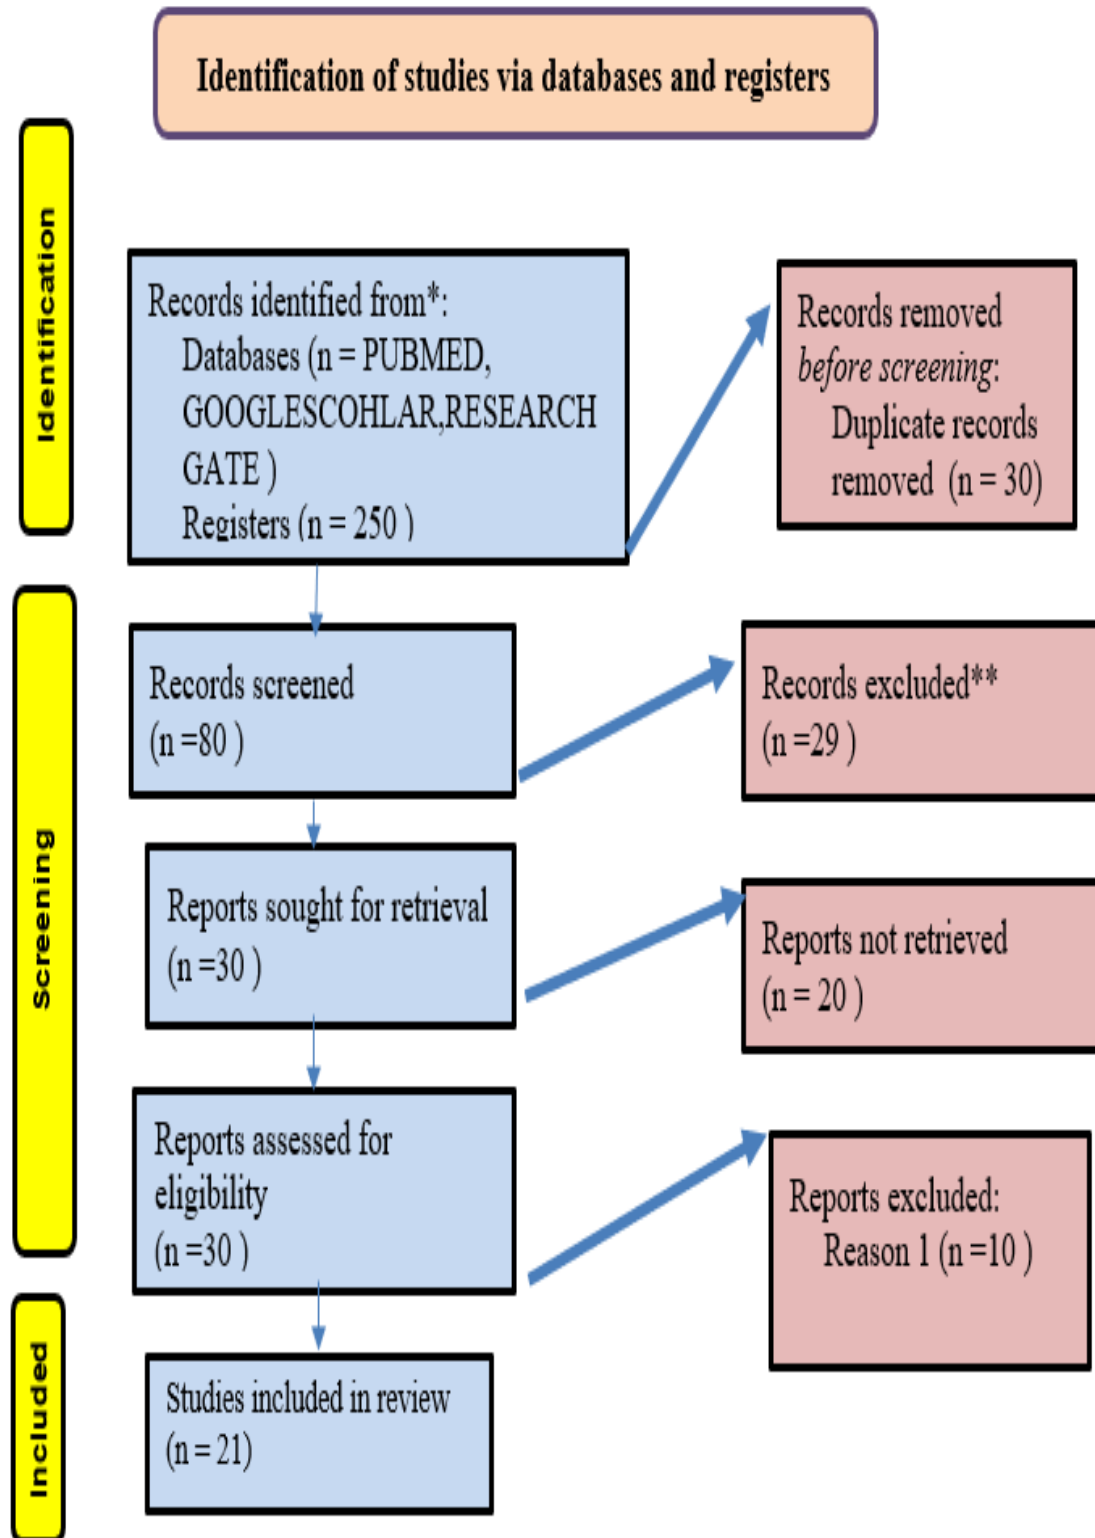 Identification of studies via databases and registers
Identification
Records identified from*:
Databases (n = PUBMED,
GOOGLESCOHLAR,RESEARCH
GATE )
Registers (n = 250 )
Records removed
before screening:
Duplicate records
removed (n = 30)
Screening
Records screened
(n =80 )
Records excluded**
(n =29 )
Reports sought for retrieval
(n =30 )
Reports not retrieved
(n = 20 )
Reports assessed for
eligibility
(n =30 )
Reports excluded:
Reason 1 (n =10 )
Included
Studies included in review
(n = 21)